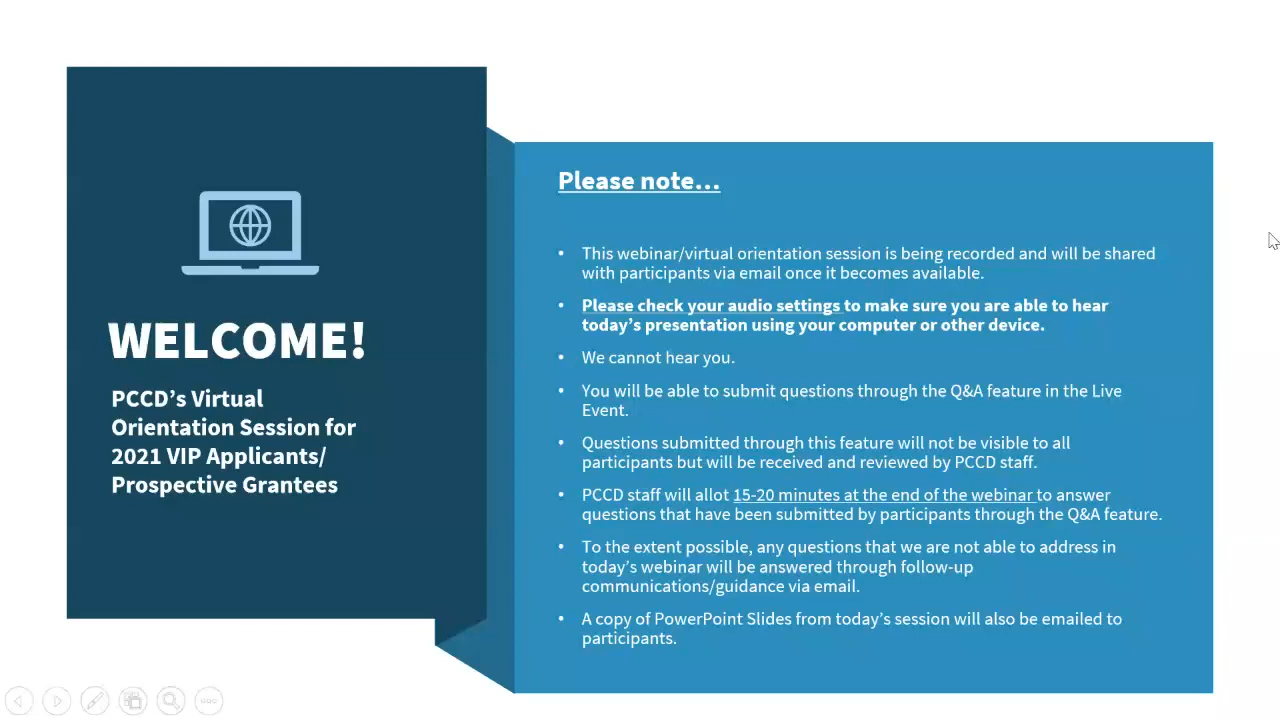 WELCOME!
PCCD’s Virtual
Orientation Session for
2021 VIP Applicants/
Prospective Grantees
Please note…
• This webinar/virtual orientation session is being recorded and will be shared
with participants via email once it becomes available.
• Please check your audio settings to make sure you are able to hear
today’s presentation using your computer or other device.
• We cannot hear you.
• You will be able to submit questions through the Q&A feature in the Live
Event.
• Questions submitted through this feature will not be visible to all
participants but will be received and reviewed by PCCD staff.
• PCCD staff will allot 15-20 minutes at the end of the webinar to answer
questions that have been submitted by participants through the Q&A feature.
• To the extent possible, any questions that we are not able to address in
today’s webinar will be answered through follow-up
communications/guidance via email.
• A copy of PowerPoint Slides from today’s session will also be emailed to
participants.